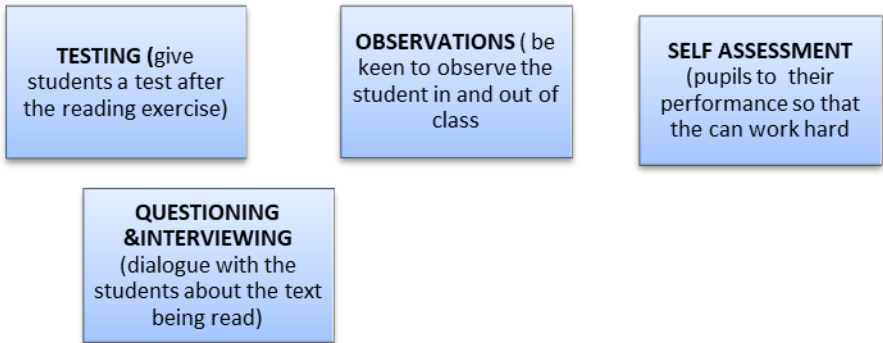 TESTING (give
students a test after
the reading exercise)
OBSERVATIONS ( be
keen to observe the
student in and out of
class
SELF ASSESSMENT
(pupils to  their
performance so that
the can work hard
QUESTIONING
&INTERVIEWING
(dialogue with the
students about the text
being read)